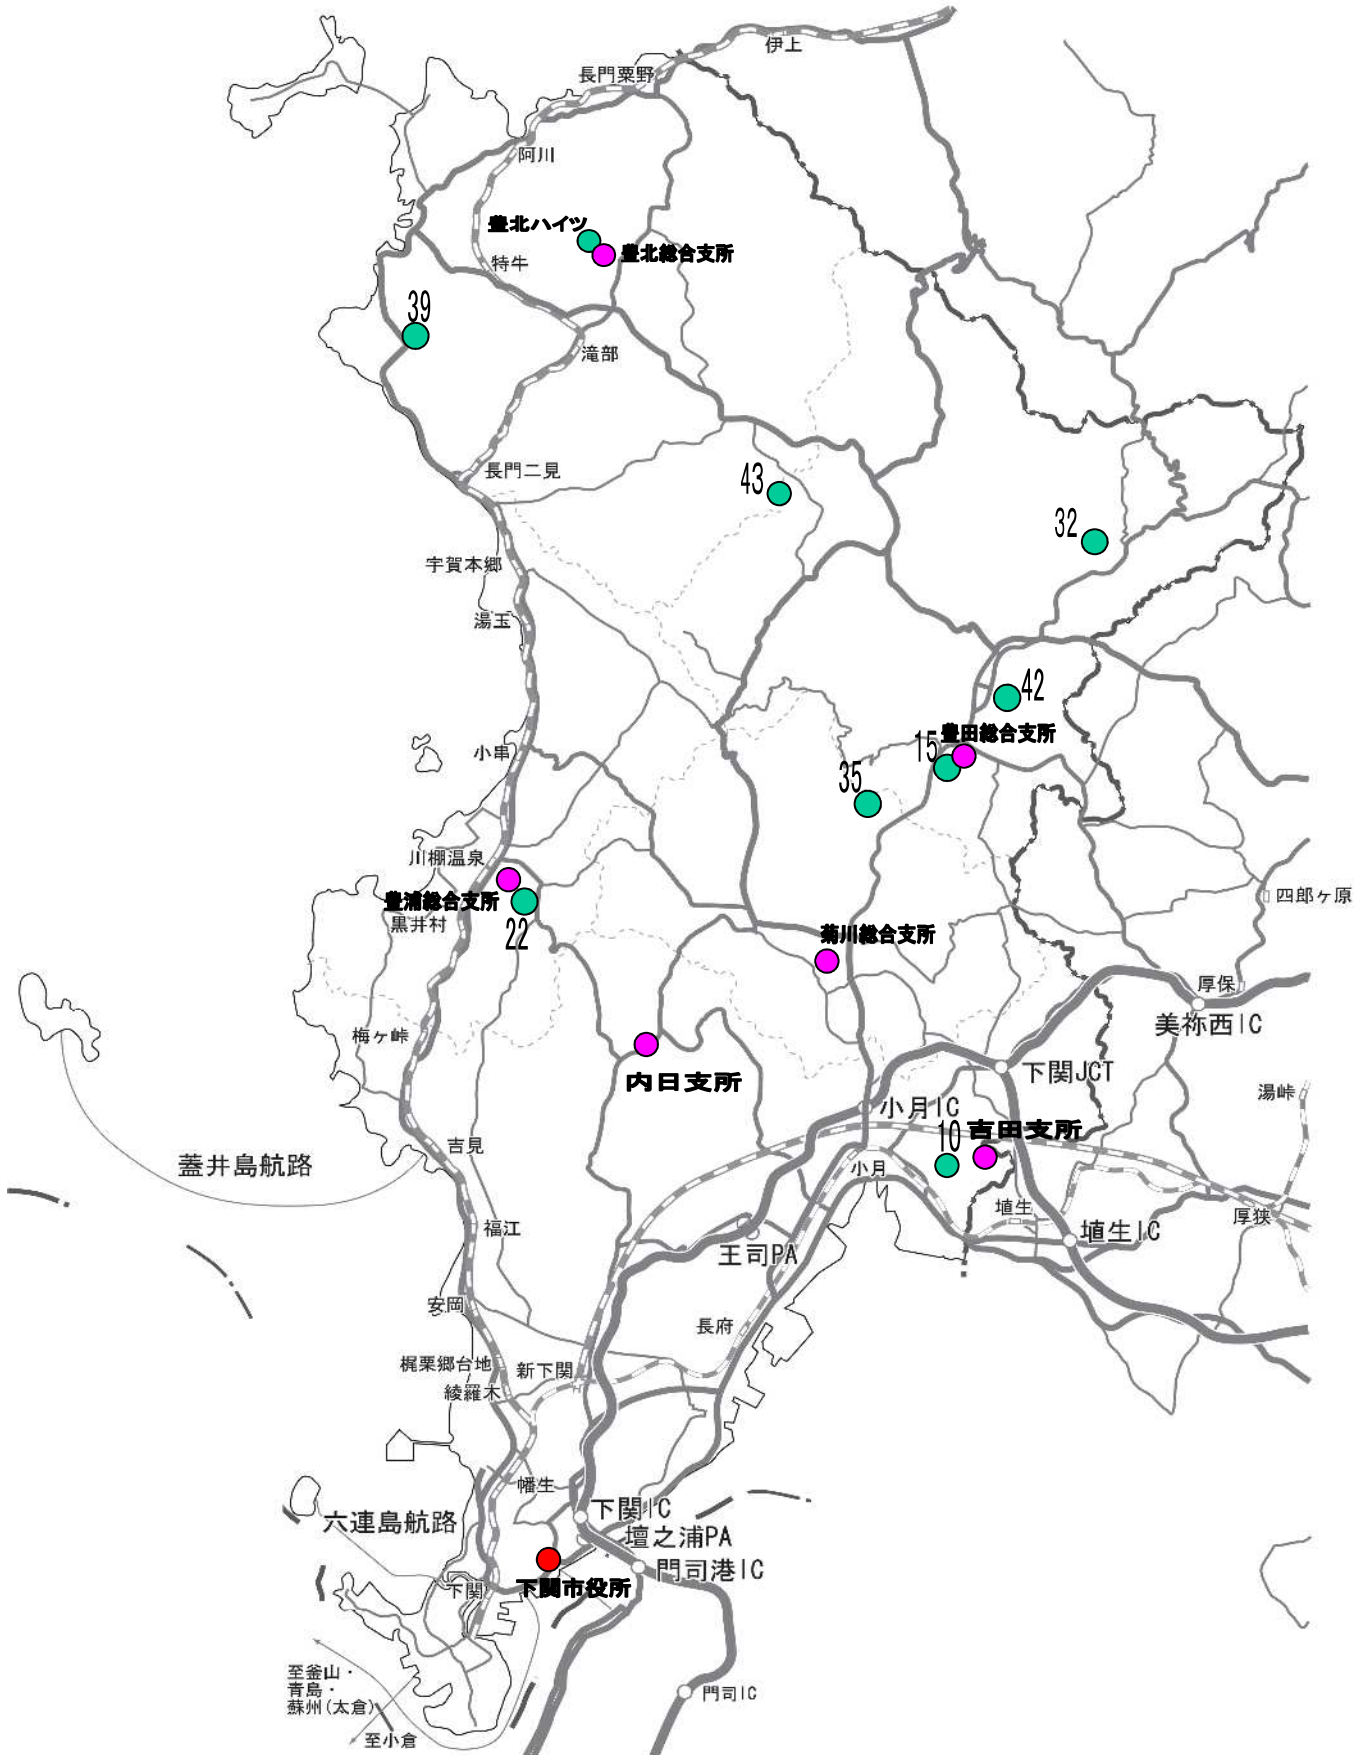 伊上
長門粟野
阿川
豊北ハイツ
豊北総合支所
特牛
39
滝部
長門二見
43
32
宇賀本郷
湯玉
42
豊田総合支所
15
小串
35
川棚温泉
豊浦総合支所
黒井村
22
四郎ヶ原
菊川総合支所
厚保
美祢西IC
梅ヶ峠
内日支所
下関JCT
小月IC
湯峠
吉田支所
10
吉見
蓋井島航路
小月
埴生
厚狭
福江
埴生IC
王司PA
安岡
長府
梶栗郷台地
新下関
綾羅木
幡生
下関IC
六連島航路
壇之浦PA
門司港IC
下関市役所
下関
至釜山・
青島・
蘇州(太倉)
至小倉
門司IC